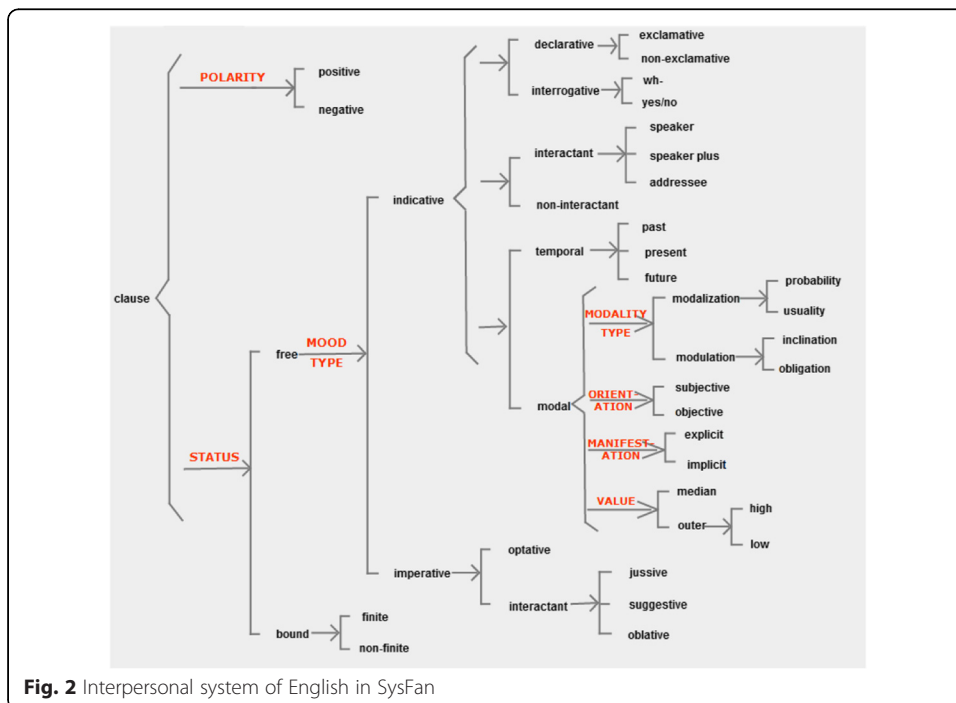 clause
POLARITY
positive
negative
STATUS
free
MOOD
TYPE
indicative
declarative
exclamative
non-exclamative
interrogative
wh-
yes/no
interactant
speaker
speaker plus
addressee
non-interactant
temporal
past
present
future
modal
MODALITY
TYPE
modalization
probability
usuality
modulation
inclination
obligation
ORIENT-
ATION
subjective
objective
MANIFEST-
ATION
explicit
implicit
VALUE
median
outer
high
low
imperative
optative
interactant
jussive
suggestive
oblative
bound
finite
non-finite
Fig. 2 Interpersonal system of English in SysFan